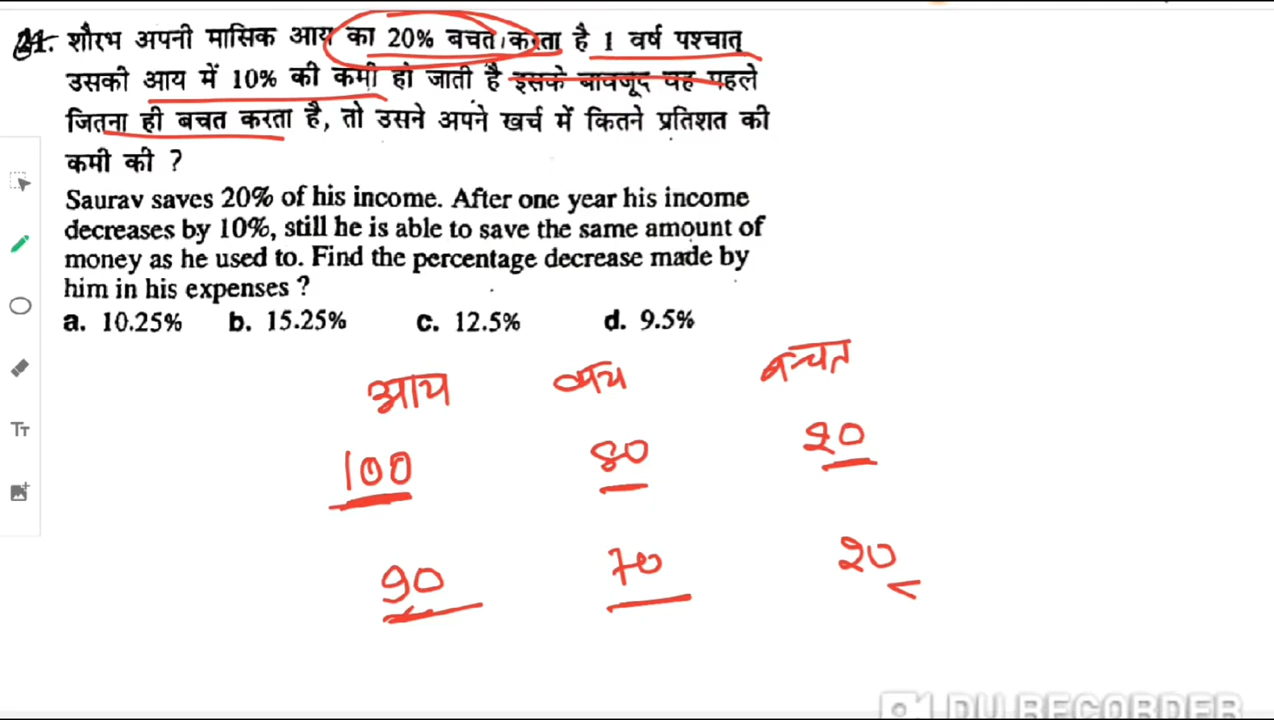 21. शौरभ अपनी मासिक आय का 20% बचत करता है 1 वर्ष पश्चात्
उसकी आय में 10% की कमी हो जाती है इसके बावजूद वह पहले
जितना ही बचत करता है, तो उसने अपने खर्च में कितने प्रतिशत की
कमी की ?
Saurav saves 20% of his income. After one year his income
decreases by 10%, still he is able to save the same amount of
money as he used to. Find the percentage decrease made by
him in his expenses ?
a. 10.25% b. 15.25% c. 12.5% d. 9.5%
आय व्यय बचत
100 80 20
90 70 20
Tт
DU RECORDER